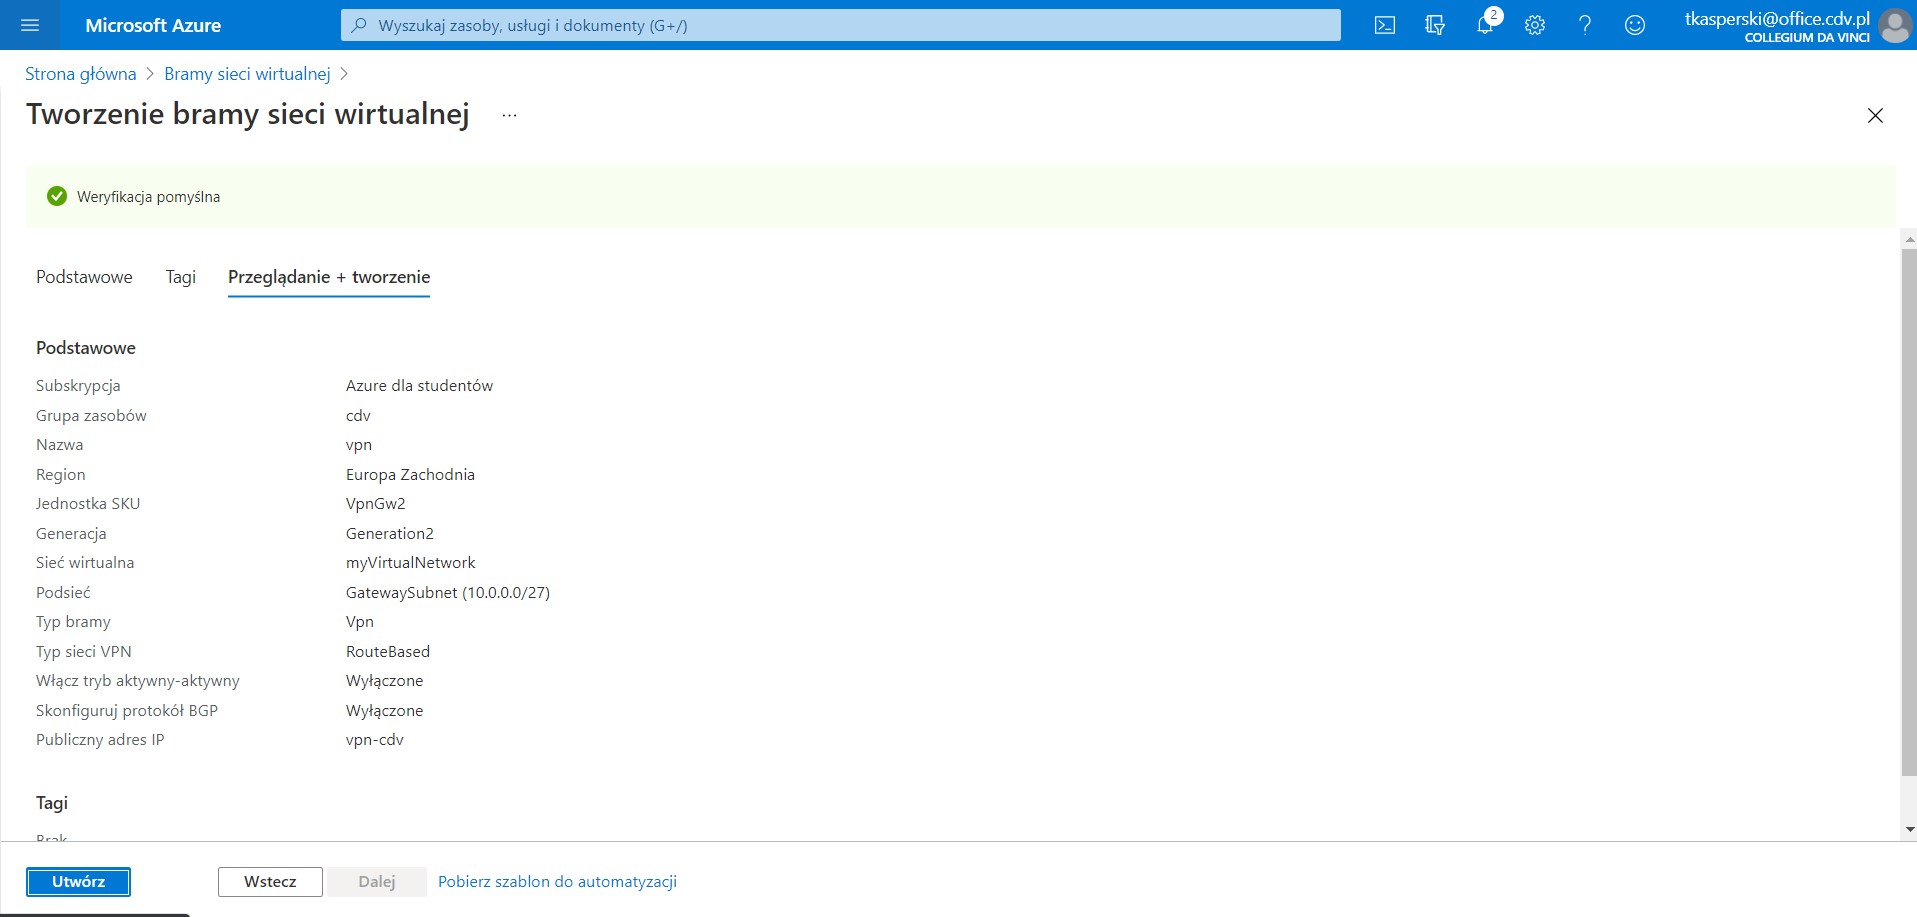 Microsoft Azure
Wyszukaj zasoby, usługi i dokumenty (G+/)
2
tkasperski@office.cdv.pl
COLLEGIUM DA VINCI
Strona główna > Bramy sieci wirtualnej >
Tworzenie bramy sieci wirtualnej ...
Weryfikacja pomyślna
Podstawowe Tagi Przeglądanie + tworzenie
Podstawowe
Subskrypcja Azure dla studentów
Grupa zasobów cdv
Nazwa vpn
Region Europa Zachodnia
Jednostka SKU VpnGw2
Generacja Generation2
Sieć wirtualna myVirtualNetwork
Podsieć GatewaySubnet (10.0.0.0/27)
Typ bramy Vpn
Typ sieci VPN RouteBased
Włącz tryb aktywny-aktywny Wyłączone
Skonfiguruj protokół BGP Wyłączone
Publiczny adres IP vpn-cdv
Tagi
Brak
Utwórz Wstecz Dalej Pobierz szablon do automatyzacji